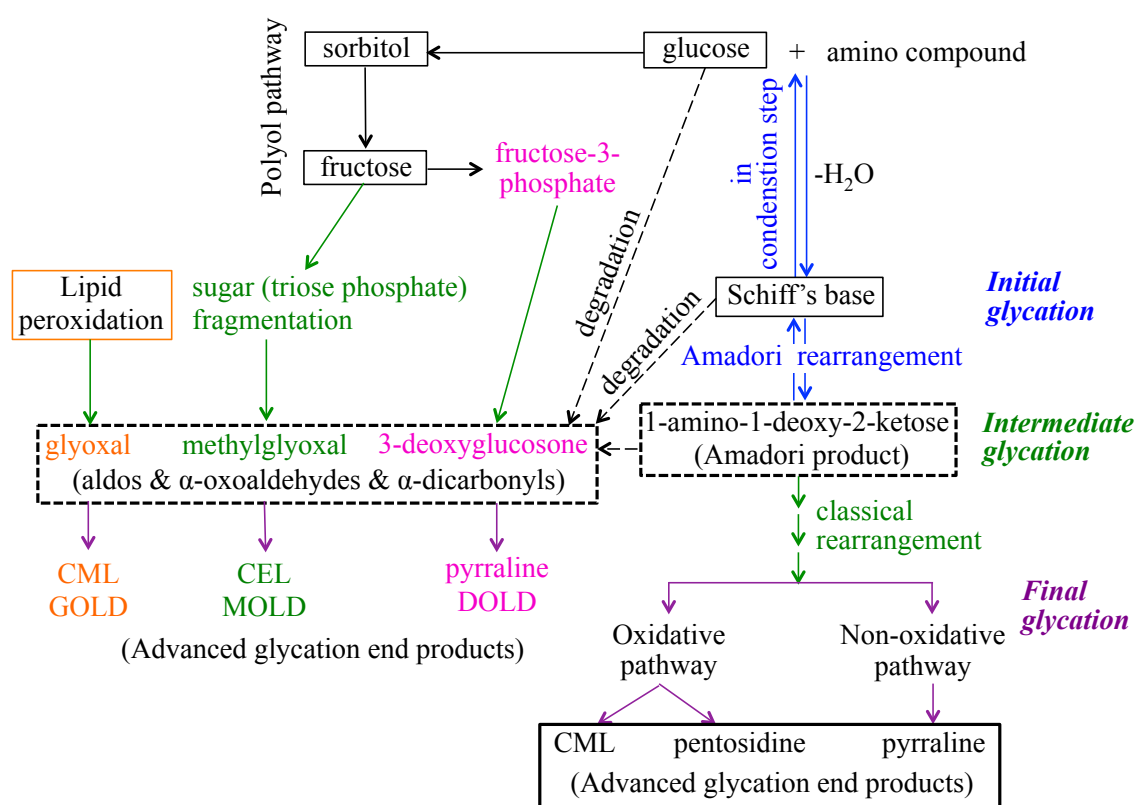 Polyol pathway
sorbitol
glucose
+
amino compound
fructose
fructose-3-
phosphate
in
condenstion step
-H₂O
degradation
degradation
Lipid
peroxidation
sugar (triose phosphate)
fragmentation
Schiff’s base
Initial
glycation
Amadori rearrangement
glyoxal
methylglyoxal
3-deoxyglucosone
(aldos & α-oxoaldehydes & α-dicarbonyls)
1-amino-1-deoxy-2-ketose
(Amadori product)
Intermediate
glycation
classical
rearrangement
CML
GOLD
CEL
MOLD
pyrraline
DOLD
(Advanced glycation end products)
Final
glycation
Oxidative
pathway
Non-oxidative
pathway
CML
pentosidine
pyrraline
(Advanced glycation end products)